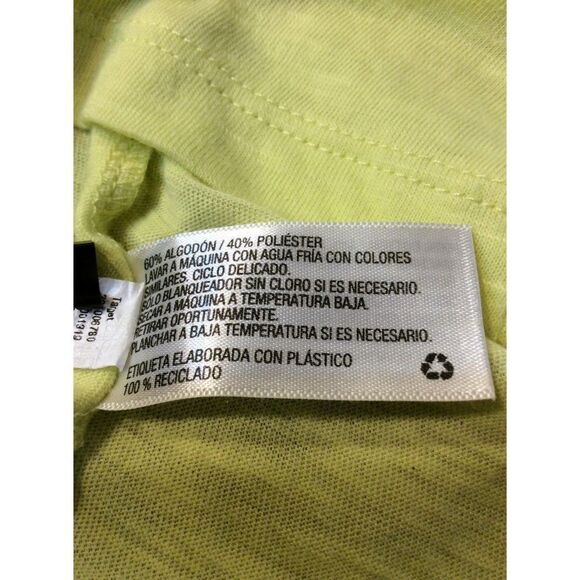 60% ALGODÓN / 40% POLIÉSTER
LAVAR A MÁQUINA CON AGUA FRÍA CON COLORES
SIMILARES. CICLO DELICADO.
SOLO BLANQUEADOR SIN CLORO SI ES NECESARIO.
SECAR A MÁQUINA A TEMPERATURA BAJA.
RETIRAR OPORTUNAMENTE.
PLANCHAR A BAJA TEMPERATURA SI ES NECESARIO.
ETIQUETA ELABORADA CON PLÁSTICO
100 % RECICLADO
Target